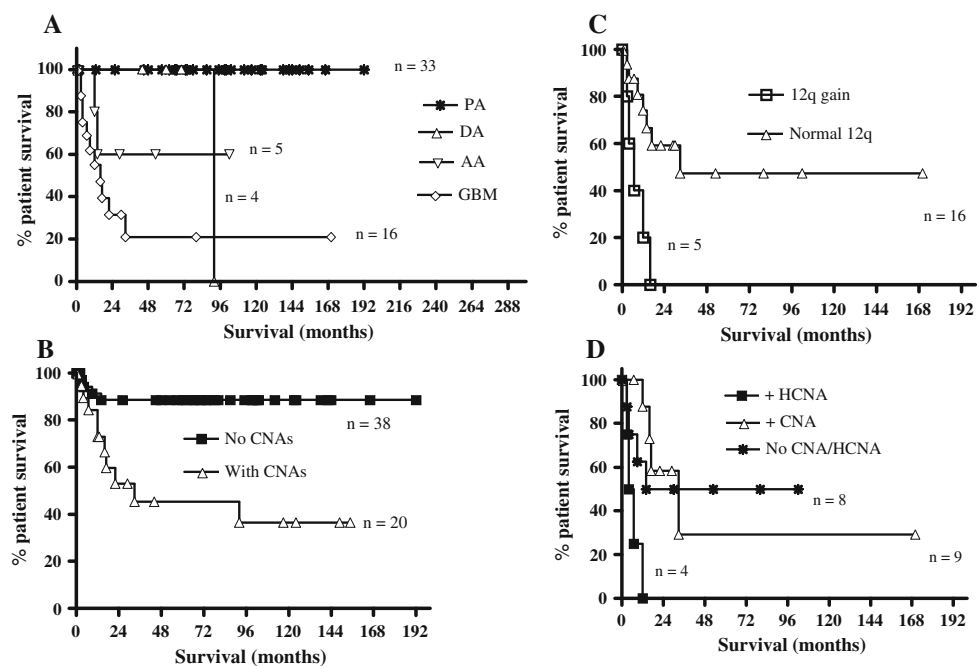 A
% patient survival
100
80
60
40
20
0
n = 33
PA
DA
AA
GBM
n = 5
n = 4
n = 16
0 24 48 72 96 120 144 168 192 216 240 264 288
Survival (months)
B
% patient survival
100
80
60
40
20
0
n = 38
No CNAs
With CNAs
n = 20
0 24 48 72 96 120 144 168 192
Survival (months)
C
% patient survival
100
80
60
40
20
0
12q gain
Normal 12q
n = 16
n = 5
0 24 48 72 96 120 144 168 192
Survival (months)
D
% patient survival
100
80
60
40
20
0
+ HCNA
+ CNA
No CNA/HCNA
n = 8
n = 9
n = 4
0 24 48 72 96 120 144 168 192
Survival (months)